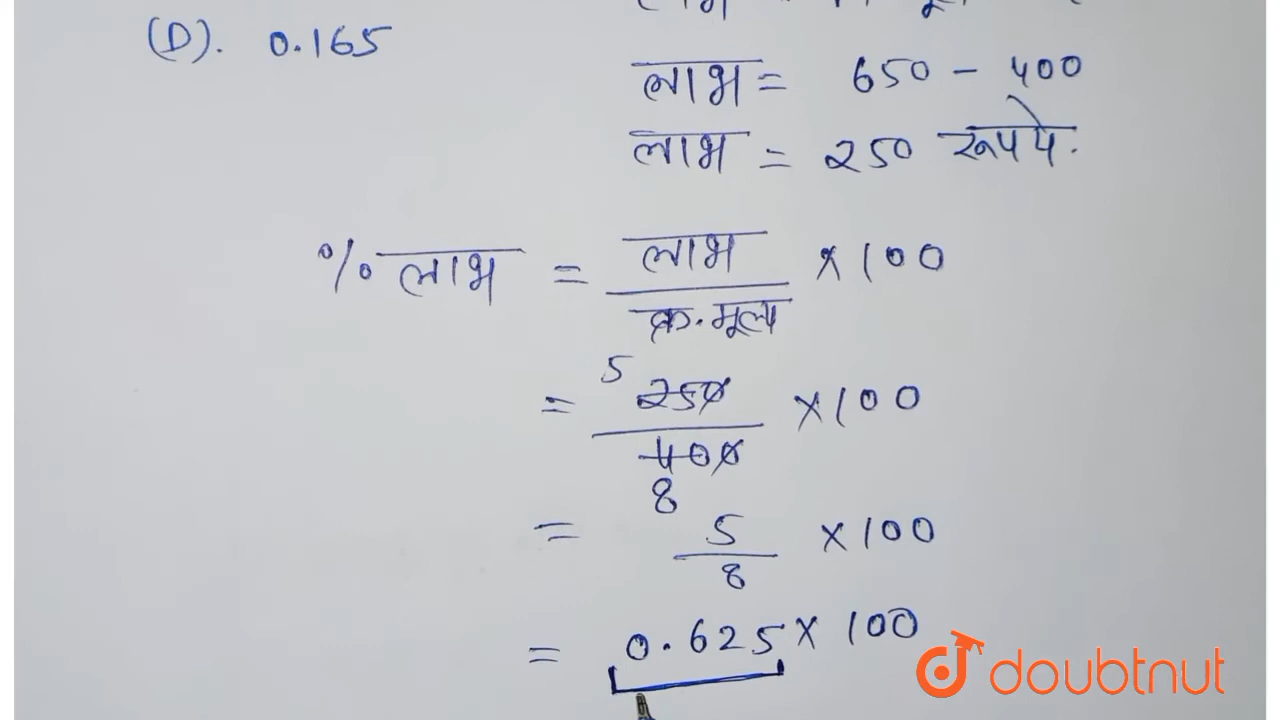 (D). 0.165
लाभ = 650 - 400
लाभ = 250 रूपये.
% लाभ = लाभ / क्र. मूल्य × 100
= 5 250 / 400 8 × 100
= 5 / 8 × 100
= 0.625 × 100
doubtnut